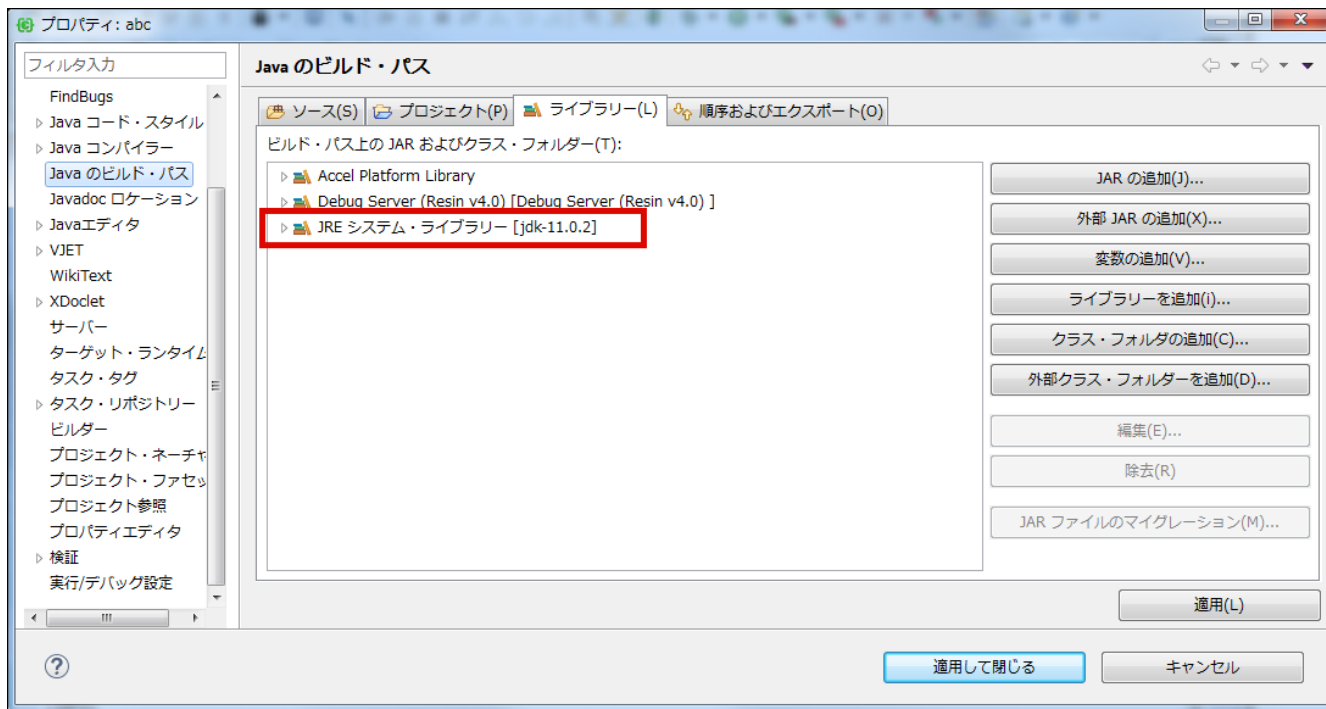 プロパティ: abc
フィルタ入力
FindBugs
Java コード・スタイル
Java コンパイラー
Java のビルド・パス
Javadoc ロケーション
Javaエディタ
VJET
WikiText
XDoclet
サーバー
ターゲット・ランタイム
タスク・タグ
タスク・リポジトリー
ビルダー
プロジェクト・ネーチャ
プロジェクト・ファセッ
プロジェクト参照
プロパティエディタ
検証
実行/デバッグ設定
Java のビルド・パス
ソース(S) プロジェクト(P) ライブラリー(L) 順序およびエクスポート(O)
ビルド・パス上の JAR およびクラス・フォルダー(T):
Accel Platform Library
Debug Server (Resin v4.0) [Debug Server (Resin v4.0) ]
JRE システム・ライブラリー [jdk-11.0.2]
JAR の追加(J)...
外部 JAR の追加(X)...
変数の追加(V)...
ライブラリーを追加(i)...
クラス・フォルダの追加(C)...
外部クラス・フォルダーを追加(D)...
編集(E)...
除去(R)
JAR ファイルのマイグレーション(M)...
適用(L)
適用して閉じる
キャンセル